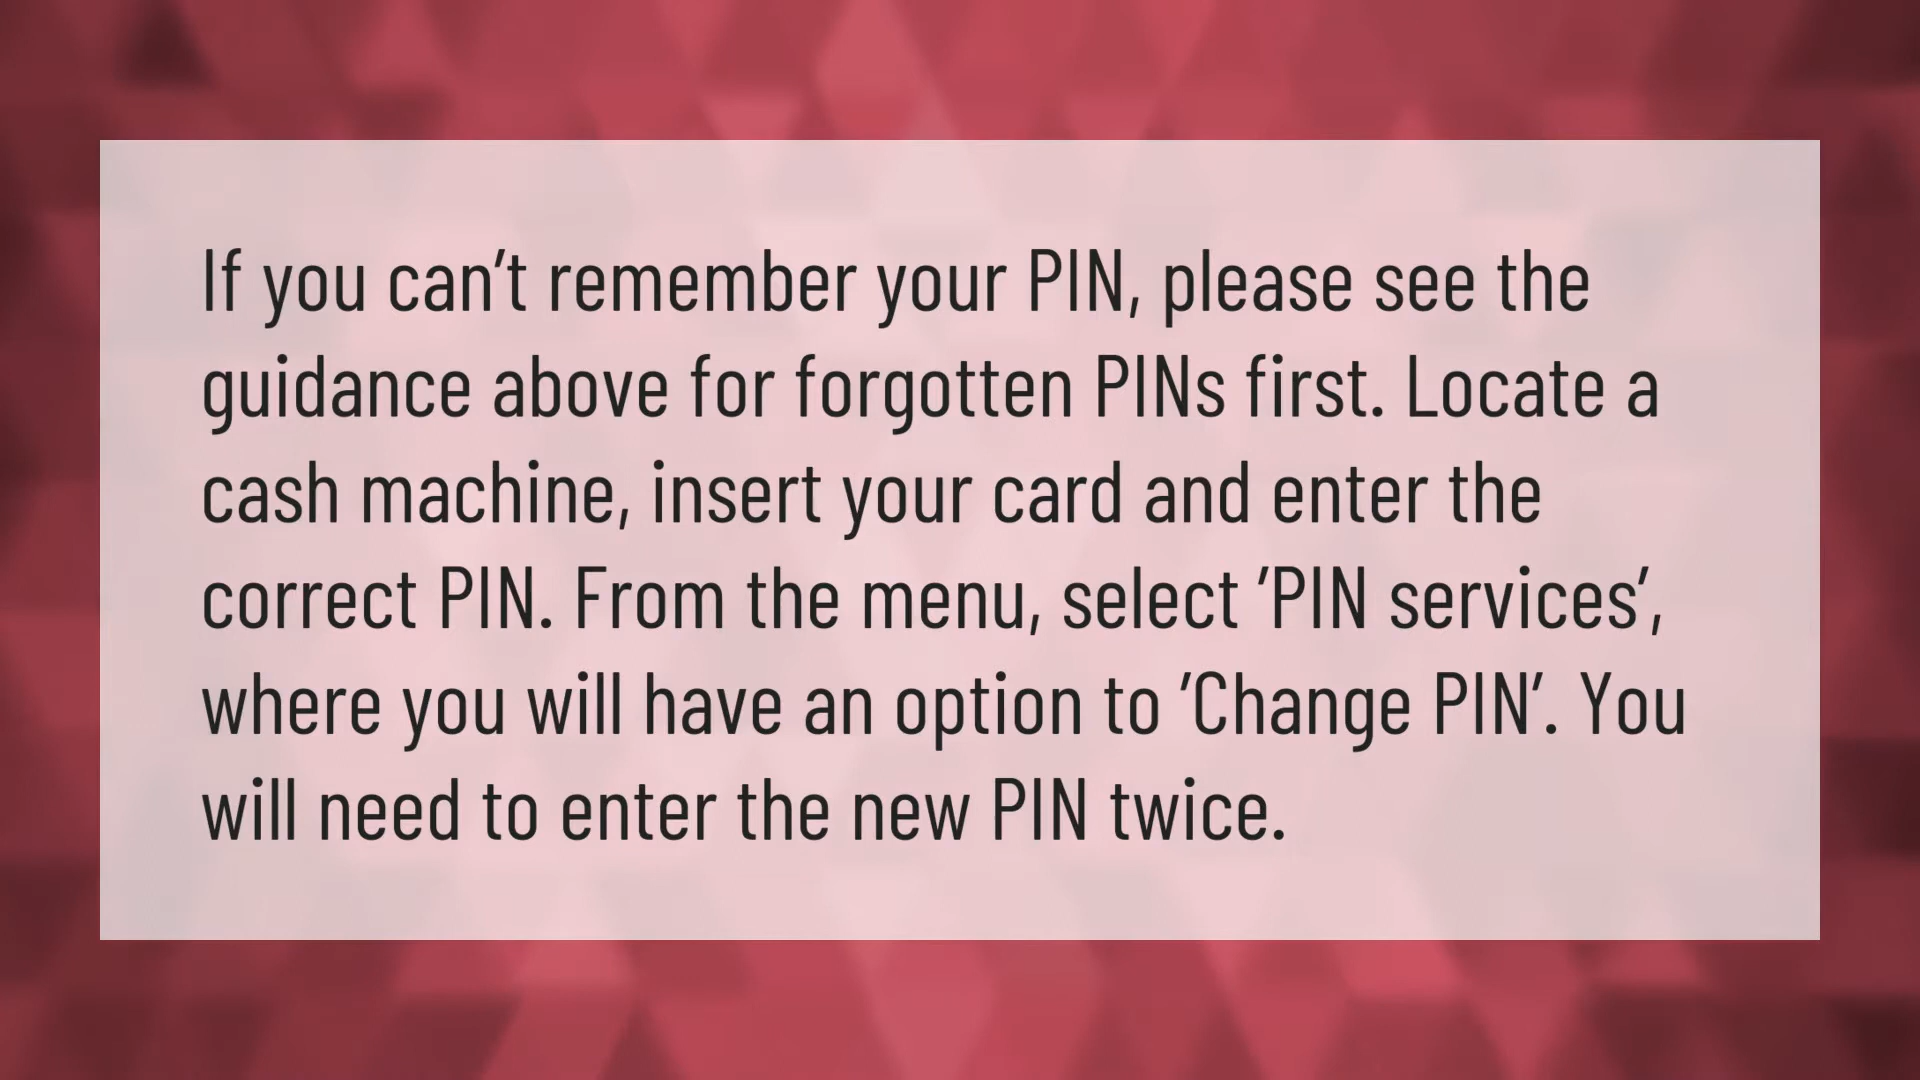 If you can't remember your PIN, please see the
guidance above for forgotten PINs first. Locate a
cash machine, insert your card and enter the
correct PIN. From the menu, select 'PIN services',
where you will have an option to 'Change PIN'. You
will need to enter the new PIN twice.